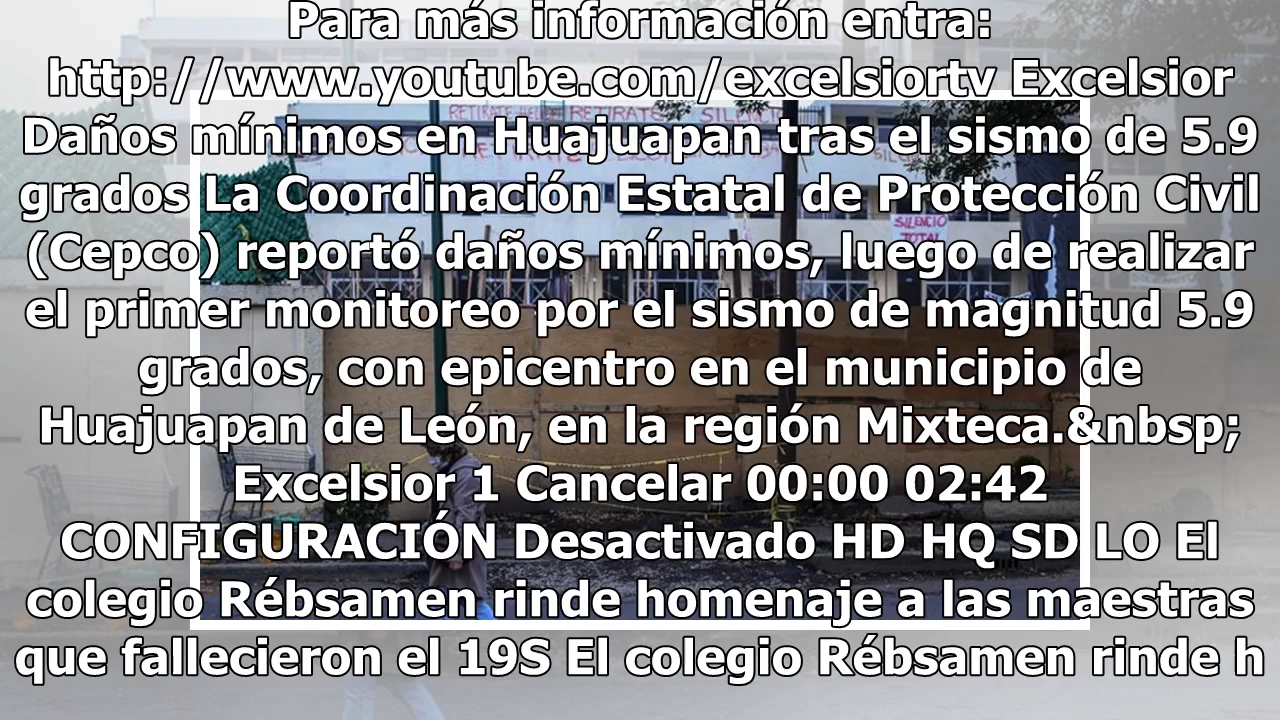 Para más información entra:
http://www.youtube.com/excelsiortv Excelsior
Daños mínimos en Huajuapan tras el sismo de 5.9
grados La Coordinación Estatal de Protección Civil
(Cepco) reportó daños mínimos, luego de realizar
el primer monitoreo por el sismo de magnitud 5.9
grados, con epicentro en el municipio de
Huajuapan de León, en la región Mixteca.&nbsp;
Excelsior 1 Cancelar 00:00 02:42
CONFIGURACIÓN Desactivado HD HQ SD LO El
colegio Rébsamen rinde homenaje a las maestras
que fallecieron el 19S El colegio Rébsamen rinde h
RETIRATE
RETIRATE
SILENCIO
TOTAL